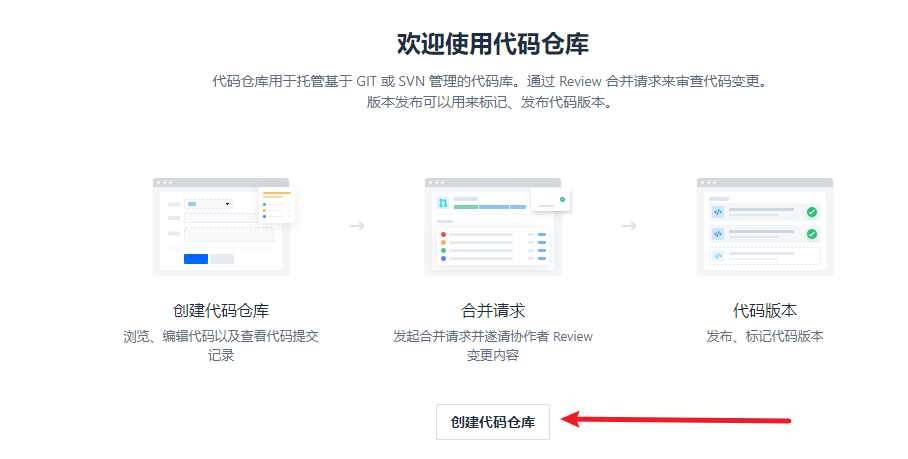 欢迎使用代码仓库
代码仓库用于托管基于 GIT 或 SVN 管理的代码库。通过 Review 合并请求来审查代码变更。
版本发布可以用来标记、发布代码版本。
创建代码仓库
浏览、编辑代码以及查看代码提交
记录
合并请求
发起合并请求并遂请协作者 Review
变更内容
代码版本
发布、标记代码版本
创建代码仓库